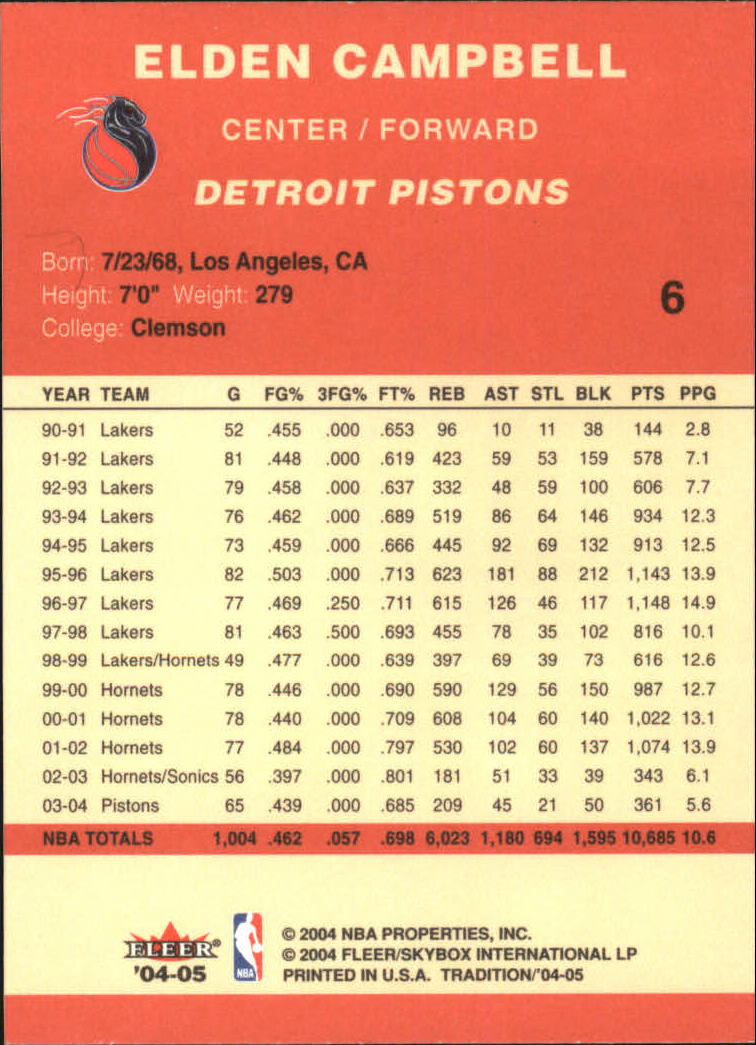 ELDEN CAMPBELL
CENTER / FORWARD
DETROIT PISTONS
Born: 7/23/68, Los Angeles, CA
Height: 7'0" Weight: 279
6
College: Clemson
YEAR TEAM G FG% 3FG% FT% REB AST STL BLK PTS PPG
90-91 Lakers 52 .455 .000 .653 96 10 11 38 144 2.8
91-92 Lakers 81 .448 .000 .619 423 59 53 159 578 7.1
92-93 Lakers 79 .458 .000 .637 332 48 59 100 606 7.7
93-94 Lakers 76 .462 .000 .689 519 86 64 146 934 12.3
94-95 Lakers 73 .459 .000 .666 445 92 69 132 913 12.5
95-96 Lakers 82 .503 .000 .713 623 181 88 212 1,143 13.9
96-97 Lakers 77 .469 .250 .711 615 126 46 117 1,148 14.9
97-98 Lakers 81 .463 .500 .693 455 78 35 102 816 10.1
98-99 Lakers/Hornets 49 .477 .000 .639 397 69 39 73 616 12.6
99-00 Hornets 78 .446 .000 .690 590 129 56 150 987 12.7
00-01 Hornets 78 .440 .000 .709 608 104 60 140 1,022 13.1
01-02 Hornets 77 .484 .000 .797 530 102 60 137 1,074 13.9
02-03 Hornets/Sonics 56 .397 .000 .801 181 51 33 39 343 6.1
03-04 Pistons 65 .439 .000 .685 209 45 21 50 361 5.6
NBA TOTALS 1,004 .462 .057 .698 6,023 1,180 694 1,595 10,685 10.6
FLEER®
'04-05
NBA
© 2004 NBA PROPERTIES, INC.
© 2004 FLEER/SKYBOX INTERNATIONAL LP
PRINTED IN U.S.A. TRADITION/'04-05